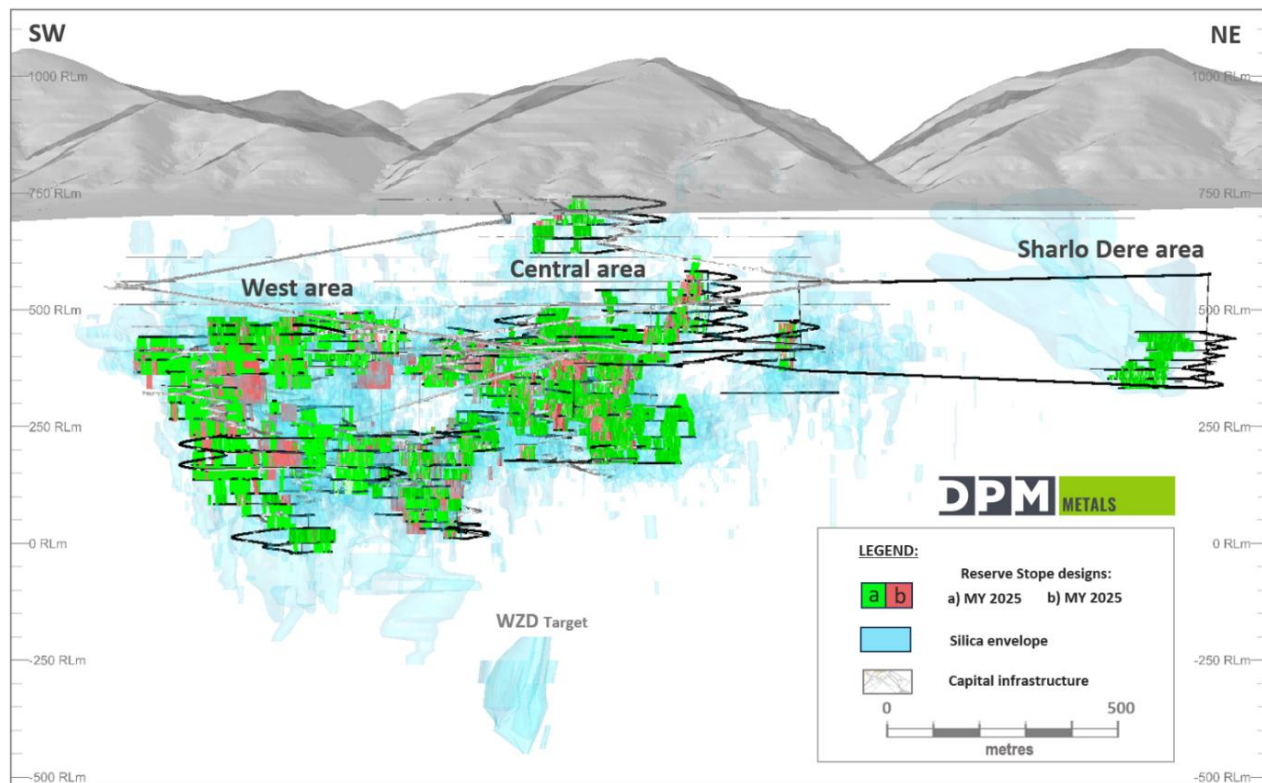 SW
NE
1000 RLm
1000 RLm
750 RLm
750 RLm
Sharlo Dere area
Central area
West area
500 RLm
500 RLm
250 RLm
250 RLm
DPM METALS
0 RLm
0 RLm
LEGEND:
Reserve Stope designs:
a b a) MY 2025 b) MY 2025
WZD Target
Silica envelope
-250 RLm
-250 RLm
Capital infrastructure
0 500
metres
-500 RLm
-500 RLm